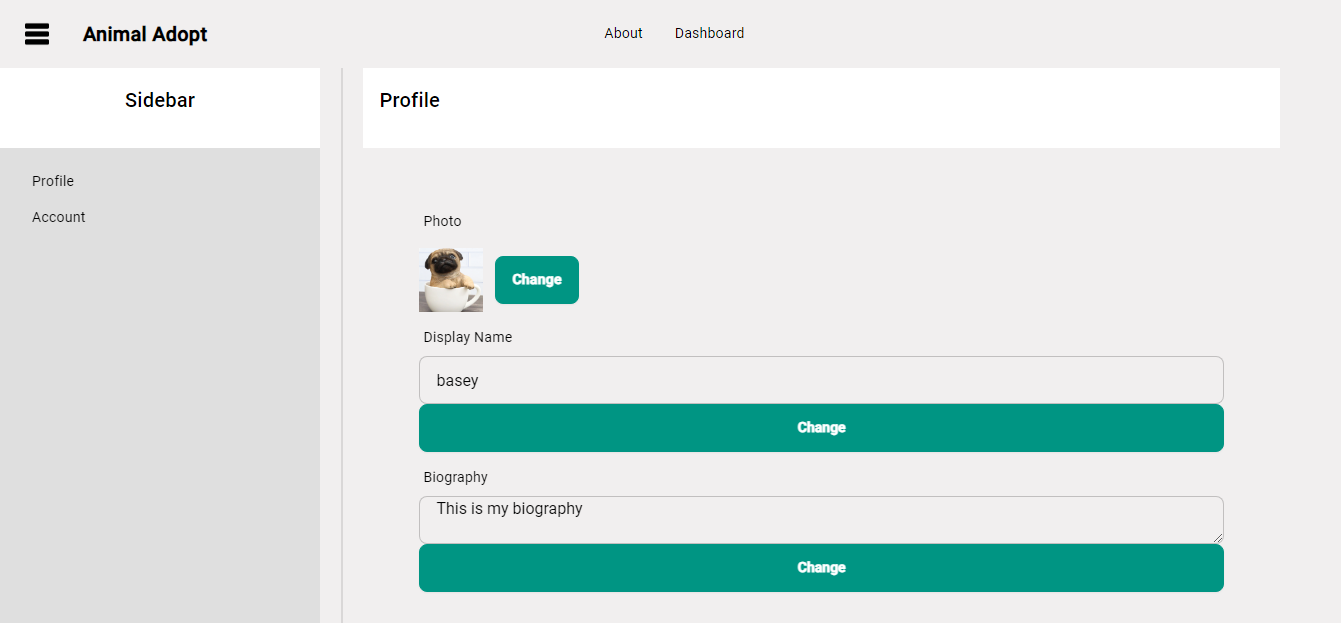 Animal Adopt
About
Dashboard
Sidebar
Profile
Account
Profile
Photo
Change
Display Name
basey
Change
Biography
This is my biography
Change